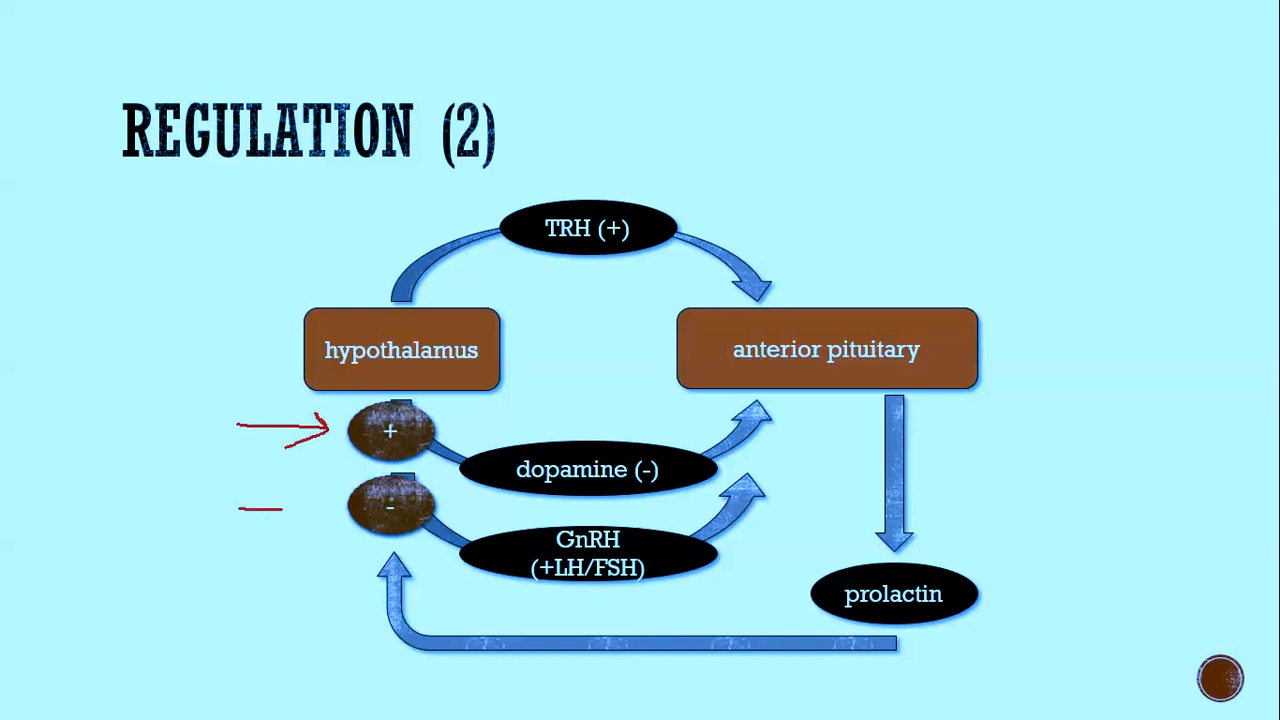 REGULATION (2)
TRH (+)
hypothalamus
anterior pituitary
+
dopamine (-)
-
GnRH
(+LH/FSH)
prolactin